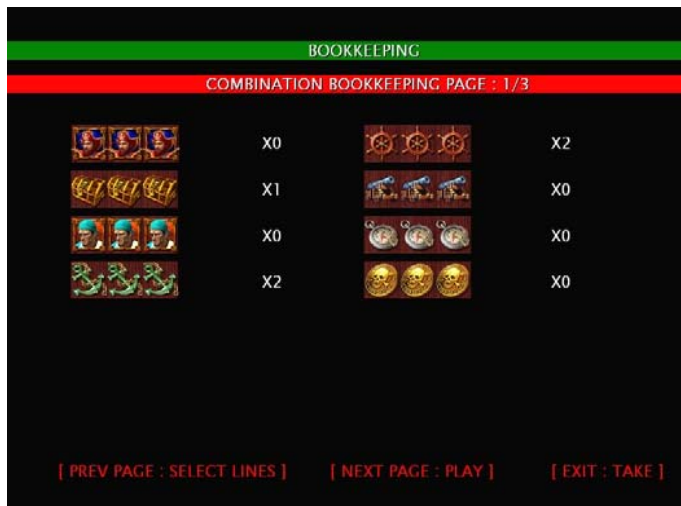 BOOKKEEPING
COMBINATION BOOKKEEPING PAGE : 1/3
X0 X2
X1 X0
X0 X0
X2 X0
[ PREV PAGE : SELECT LINES ] [ NEXT PAGE : PLAY ] [ EXIT : TAKE ]